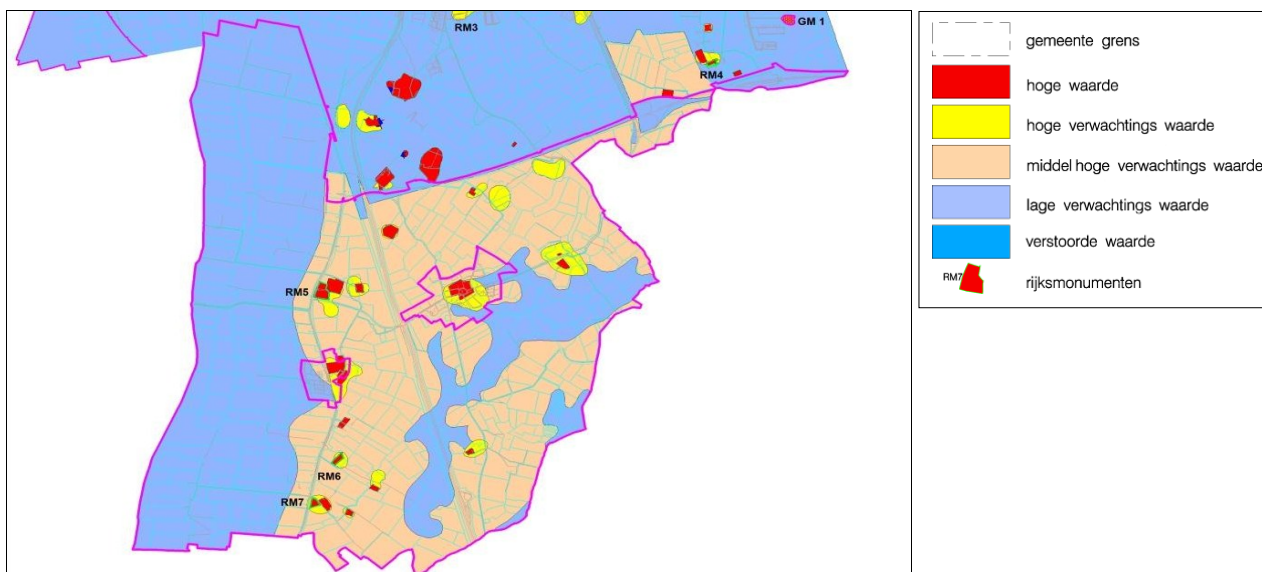 RM3
GM 1
RM4
RM5
RM6
RM7
gemeente grens
hoge waarde
hoge verwachtings waarde
middel hoge verwachtings waarde
lage verwachtings waarde
verstoorde waarde
RM7 rijksmonumenten